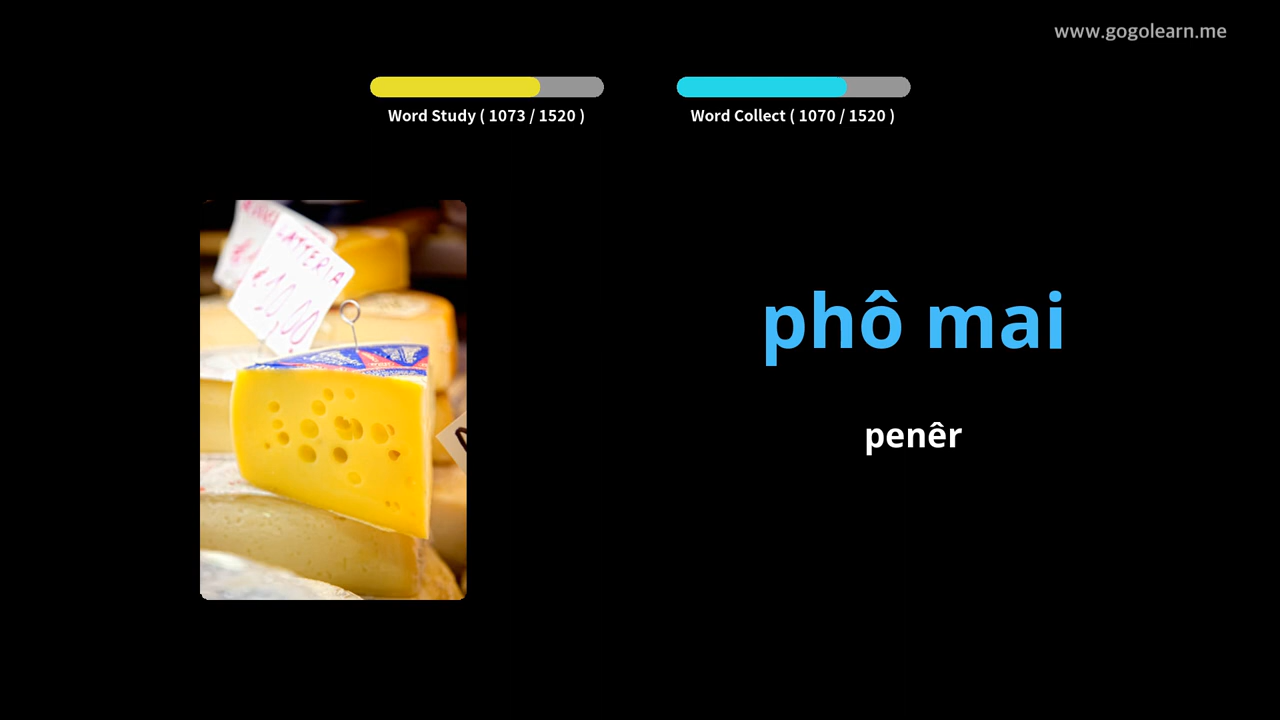 www.gogolearn.me
Word Study ( 1073 / 1520 )
Word Collect ( 1070 / 1520 )
LATTERIA
€10,00
phô mai
penêr